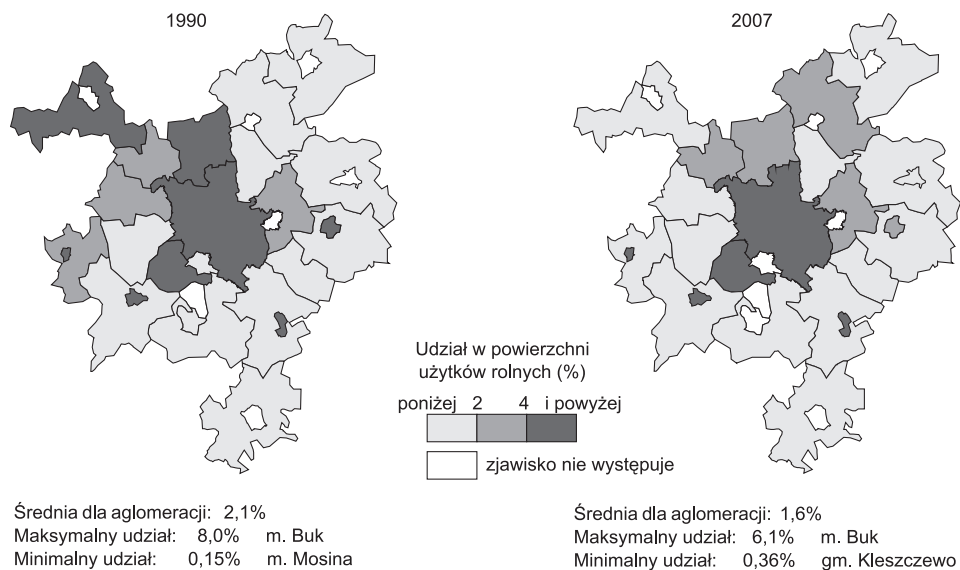 1990
2007
Udział w powierzchni
użytków rolnych (%)
poniżej 2 4 i powyżej
zjawisko nie występuje
Średnia dla aglomeracji: 2,1%
Maksymalny udział: 8,0% m. Buk
Minimalny udział: 0,15% m. Mosina
Średnia dla aglomeracji: 1,6%
Maksymalny udział: 6,1% m. Buk
Minimalny udział: 0,36% gm. Kleszczewo